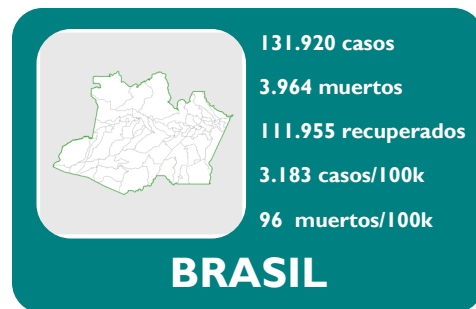 131.920 casos
3.964 muertos
111.955 recuperados
3.183 casos/100k
96 muertos/100k
BRASIL